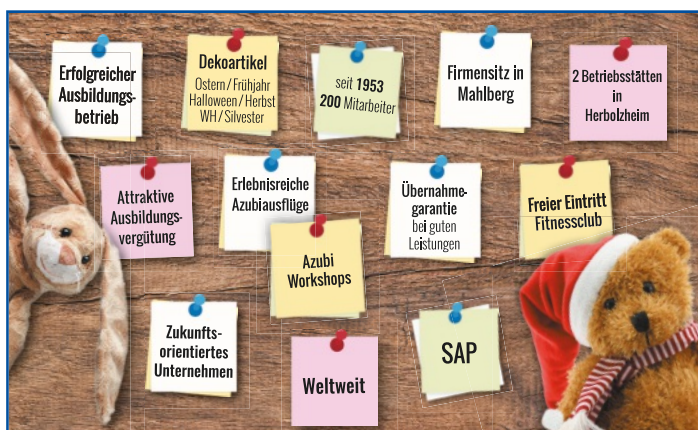 Erfolgreicher
Ausbildungs-
betrieb
Dekoartikel
Ostern / Frühjahr
Halloween / Herbst
WH / Silvester
seit 1953
200 Mitarbeiter
Firmensitz in
Mahlberg
2 Betriebsstätten
in
Herbolzheim
Attraktive
Ausbildungs-
vergütung
Erlebnisreiche
Azubiausflüge
Azubi
Workshops
Übernahme-
garantie
bei guten
Leistungen
Freier Eintritt
Fitnessclub
Zukunfts-
orientiertes
Unternehmen
Weltweit
SAP